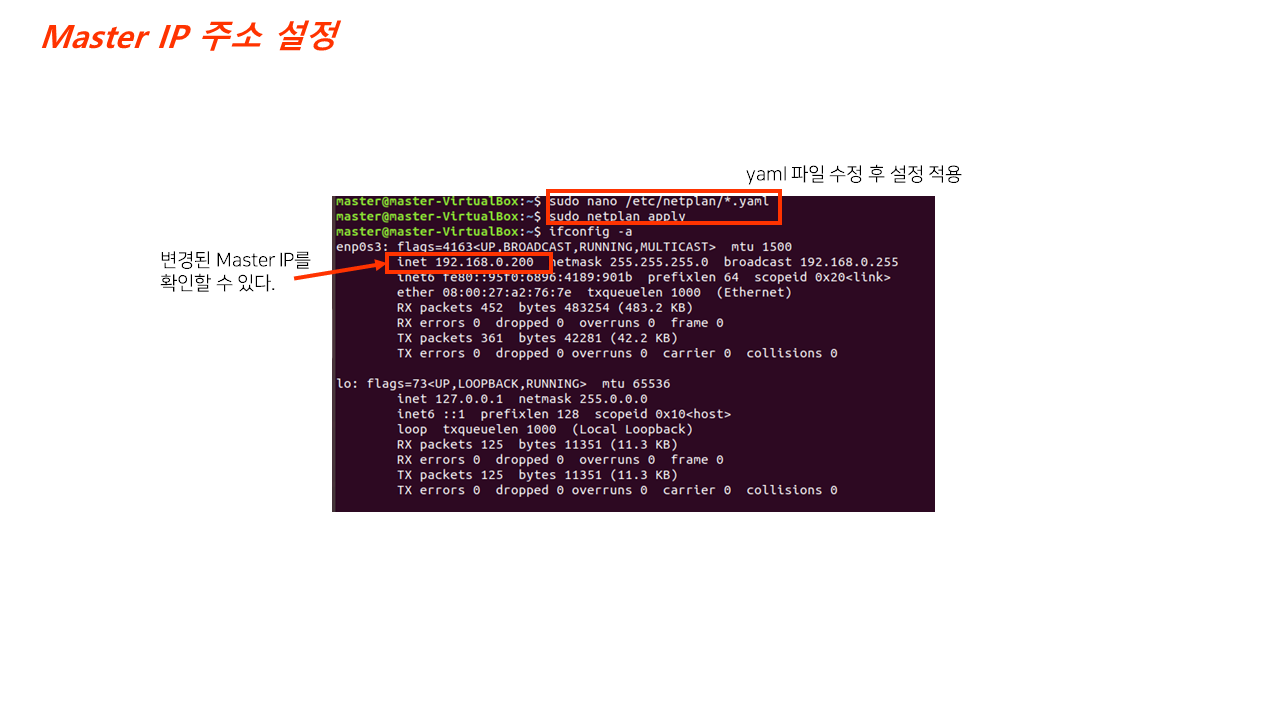 Master IP 주소 설정
yaml 파일 수정 후 설정 적용
master@master-VirtualBox:~$ sudo nano /etc/netplan/*.yaml
master@master-VirtualBox:~$ sudo netplan apply
master@master-VirtualBox:~$ ifconfig -a
enp0s3: flags=4163<UP,BROADCAST,RUNNING,MULTICAST>  mtu 1500
변경된 Master IP를
확인할 수 있다.
inet 192.168.0.200  netmask 255.255.255.0  broadcast 192.168.0.255
inet6 fe80::95f0:6896:4189:901b  prefixlen 64  scopeid 0x20<link>
ether 08:00:27:a2:76:7e  txqueuelen 1000  (Ethernet)
RX packets 452  bytes 483254 (483.2 KB)
RX errors 0  dropped 0  overruns 0  frame 0
TX packets 361  bytes 42281 (42.2 KB)
TX errors 0  dropped 0 overruns 0  carrier 0  collisions 0
lo: flags=73<UP,LOOPBACK,RUNNING>  mtu 65536
inet 127.0.0.1  netmask 255.0.0.0
inet6 ::1  prefixlen 128  scopeid 0x10<host>
loop  txqueuelen 1000  (Local Loopback)
RX packets 125  bytes 11351 (11.3 KB)
RX errors 0  dropped 0  overruns 0  frame 0
TX packets 125  bytes 11351 (11.3 KB)
TX errors 0  dropped 0 overruns 0  carrier 0  collisions 0